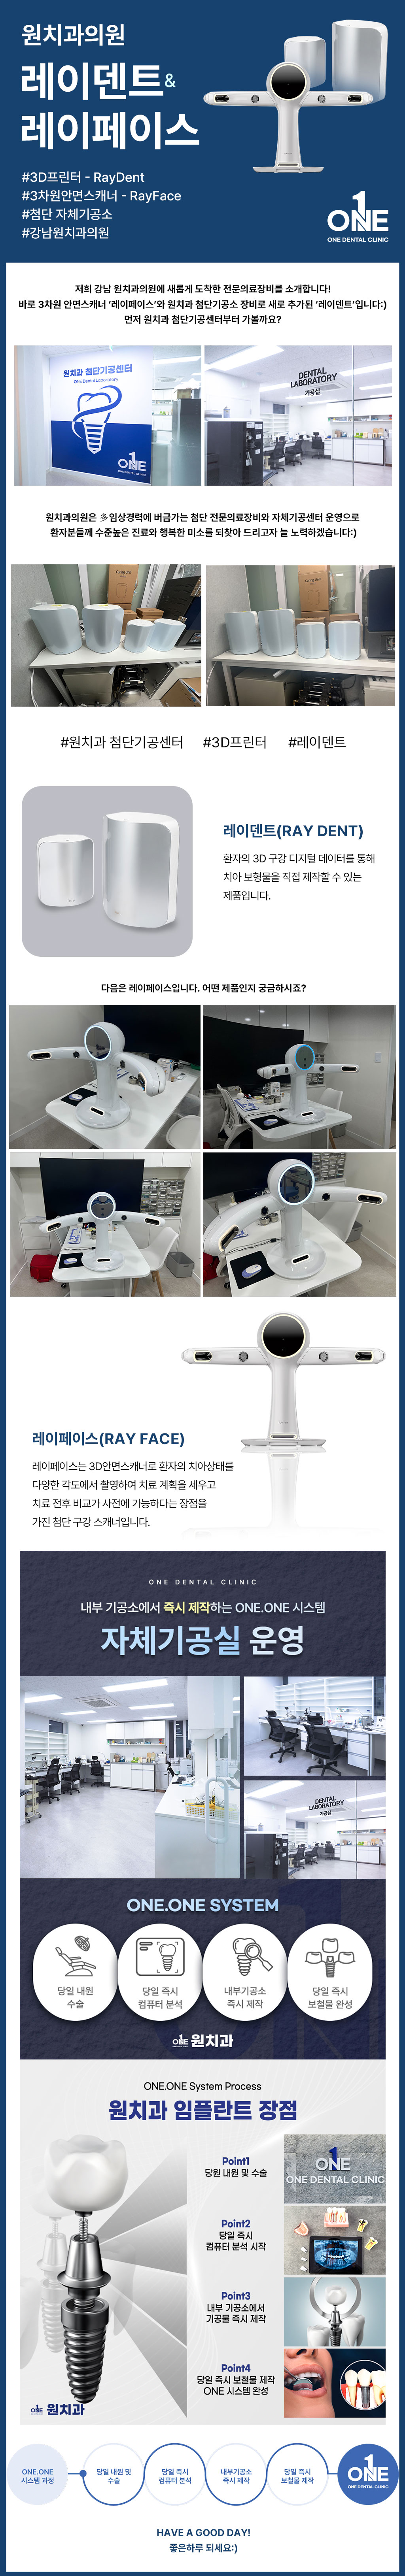 원치과의원
레이덴트&
레이페이스
#3D프린터 - RayDent
#3차원안면스캐너 - RayFace
#첨단 자체기공소
#강남원치과의원
ONE
ONE DENTAL CLINIC
저희 강남 원치과의원에 새롭게 도착한 전문의료장비를 소개합니다!
바로 3차원 안면스캐너 '레이페이스'와 원치과 첨단기공소 장비로 새로 추가된 '레이덴트'입니다:)
먼저 원치과 첨단기공센터부터 가볼까요?
원치과 첨단기공센터
One Dental Laboratory
ONE
ONE DENTAL CLINIC
DENTAL
LABORATORY
기공실
원치과의원은 多임상경력에 버금가는 첨단 전문의료장비와 자체기공센터 운영으로
환자분들께 수준높은 진료와 행복한 미소를 되찾아 드리고자 늘 노력하겠습니다:)
#원치과 첨단기공센터 #3D프린터 #레이덴트
레이덴트(RAY DENT)
환자의 3D 구강 디지털 데이터를 통해
치아 보형물을 직접 제작할 수 있는
제품입니다.
다음은 레이페이스입니다. 어떤 제품인지 궁금하시죠?
레이페이스(RAY FACE)
레이페이스는 3D안면스캐너로 환자의 치아상태를
다양한 각도에서 촬영하여 치료 계획을 세우고
치료 전후 비교가 사전에 가능하다는 장점을
가진 첨단 구강 스캐너입니다.
ONE DENTAL CLINIC
내부 기공소에서 즉시 제작하는 ONE.ONE 시스템
자체기공실 운영
DENTAL
LABORATORY
기공실
ONE.ONE SYSTEM
당일 내원
수술
당일 즉시
컴퓨터 분석
내부기공소
즉시 제작
당일 즉시
보철물 완성
ONE 원치과
ONE.ONE System Process
원치과 임플란트 장점
Point1
당원 내원 및 수술
ONE
ONE DENTAL CLINIC
Point2
당일 즉시
컴퓨터 분석 시작
Point3
내부 기공소에서
기공물 즉시 제작
Point4
당일 즉시 보철물 제작
ONE 시스템 완성
ONE 원치과
ONE.ONE
시스템 과정
당일 내원 및
수술
당일 즉시
컴퓨터 분석
내부기공소
즉시 제작
당일 즉시
보철물 제작
ONE
ONE DENTAL CLINIC
HAVE A GOOD DAY!
좋은하루 되세요:)